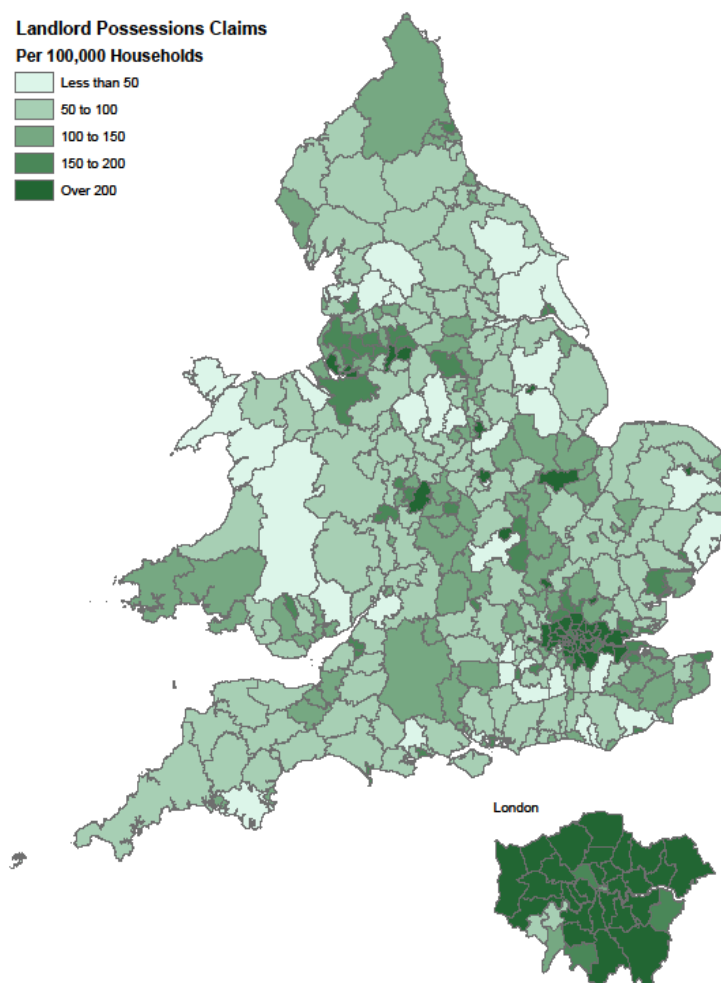 Landlord Possessions Claims
Per 100,000 Households
Less than 50
50 to 100
100 to 150
150 to 200
Over 200
London